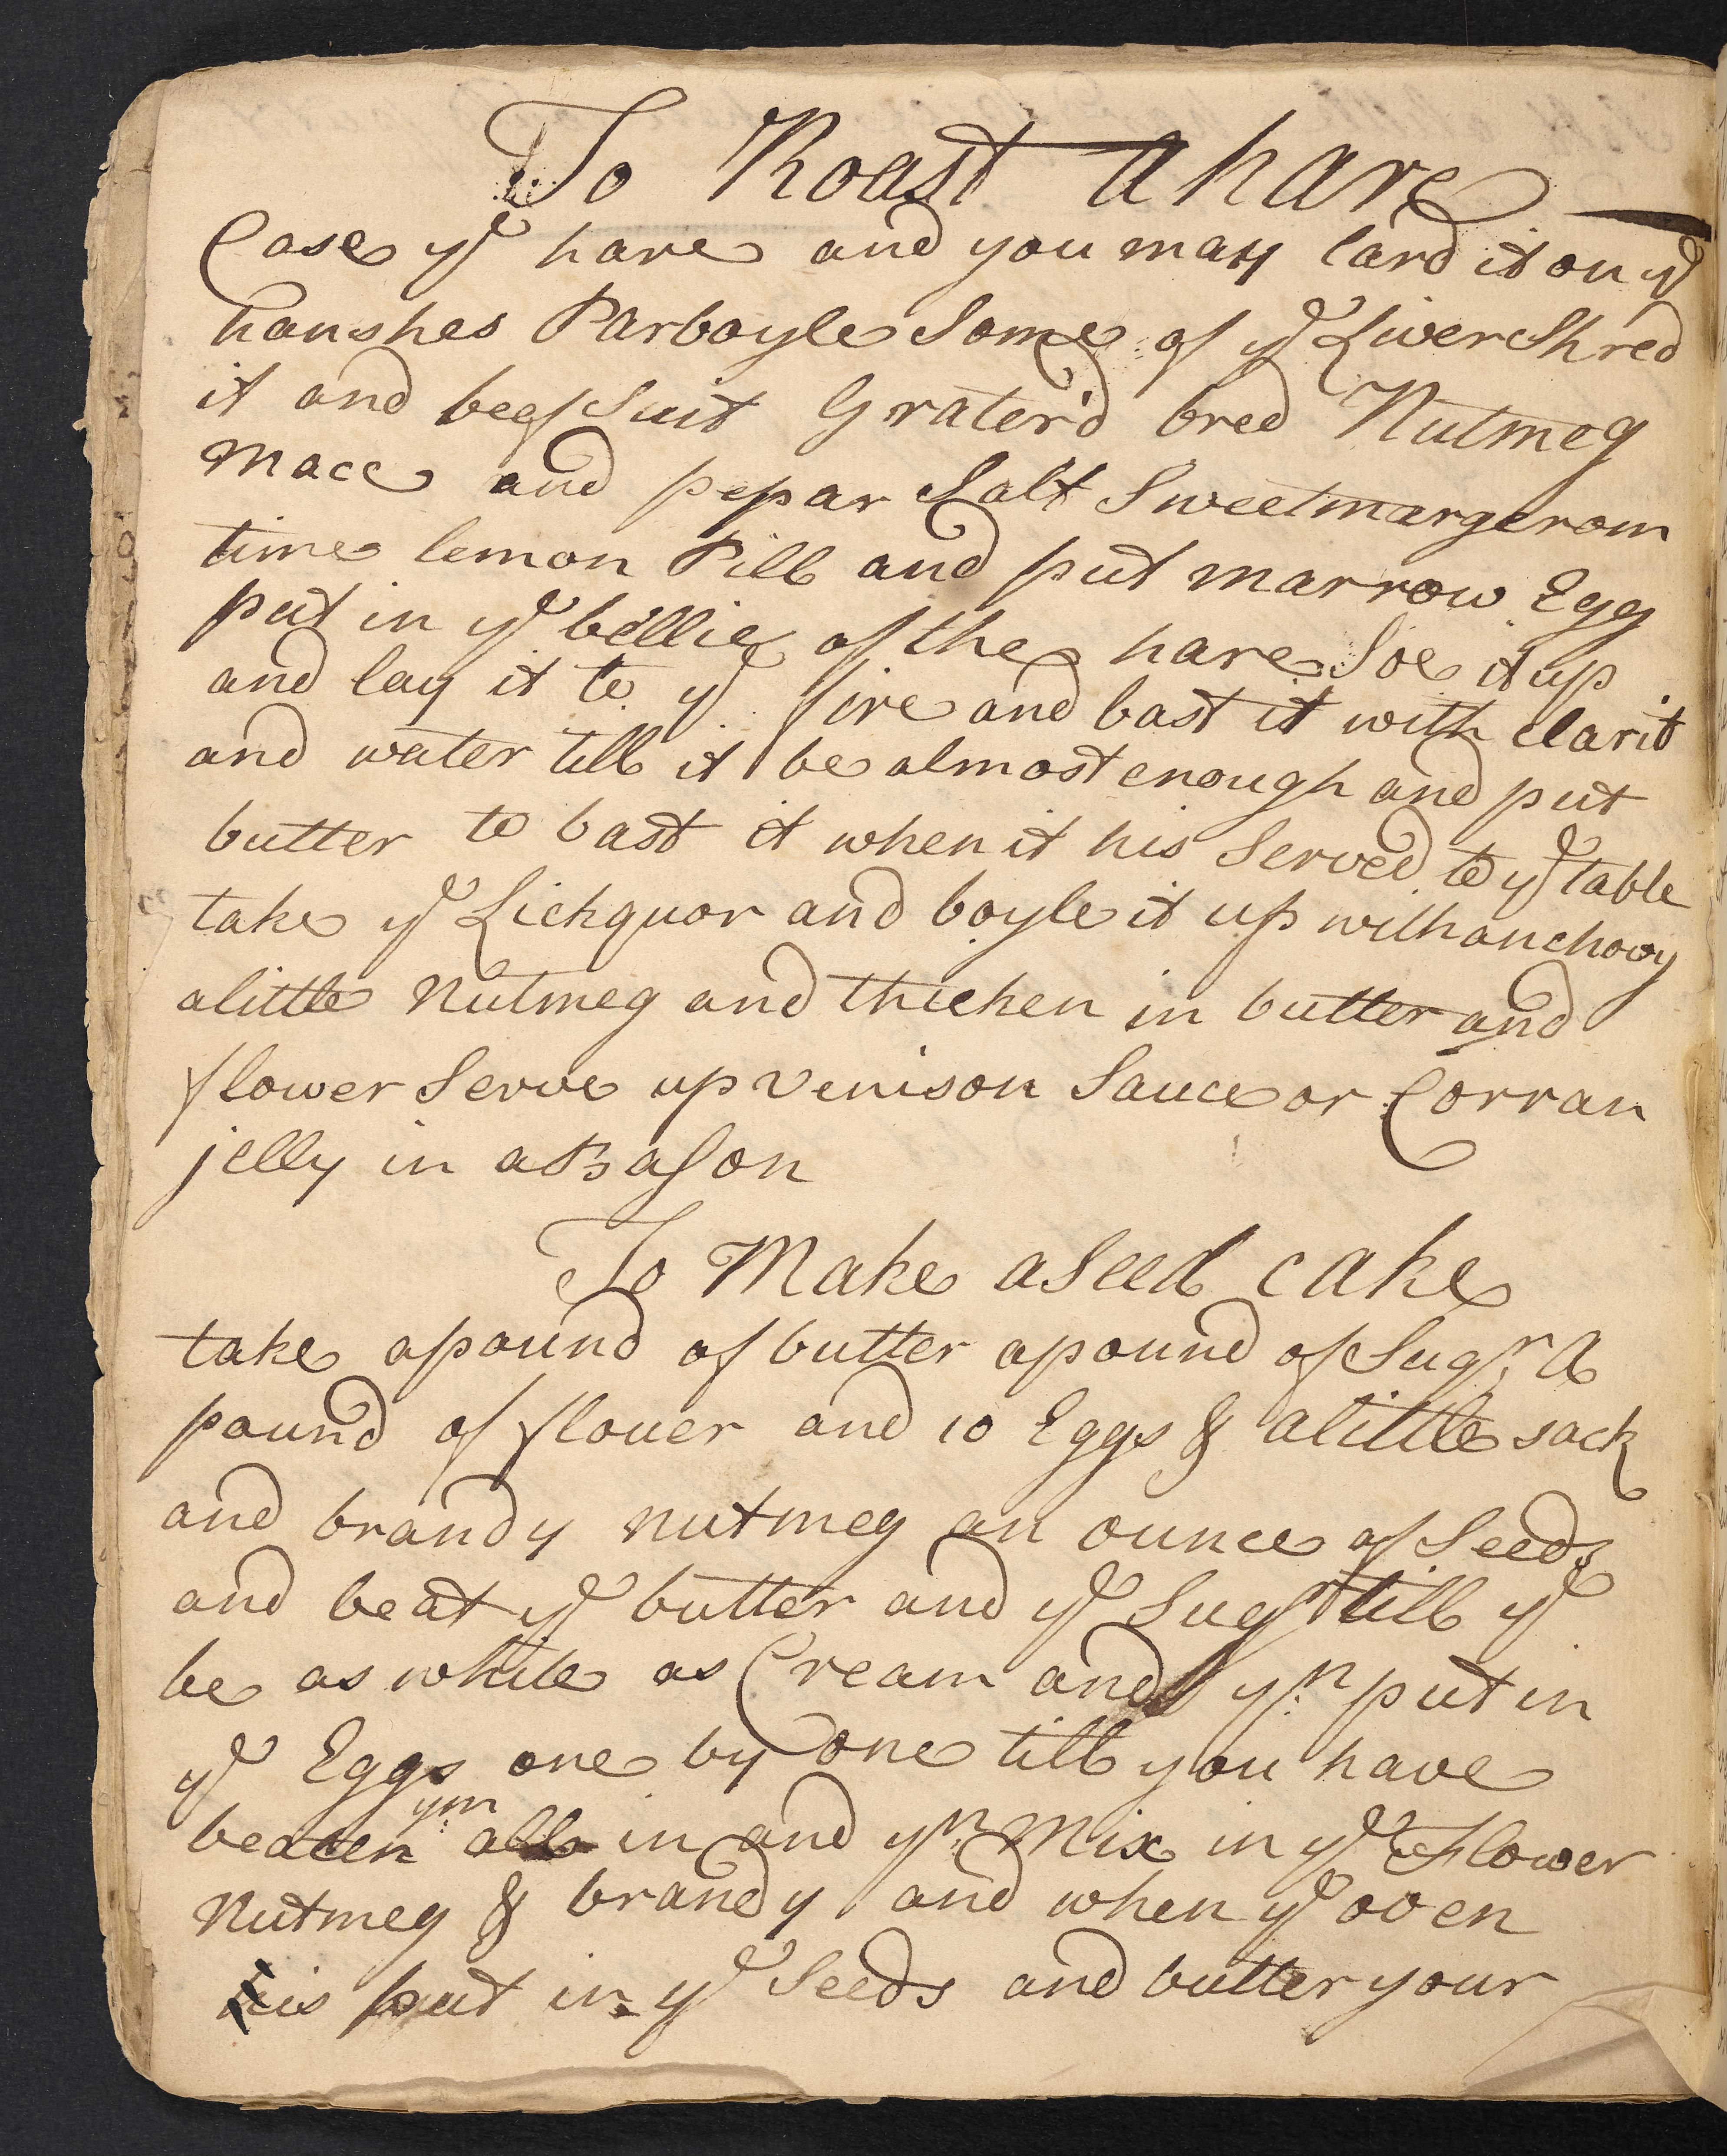 To Roast a hare
Case ye hare and you may lard it on ye
hanshes Parboyle Some of ye Liver Shred
it and beef Suit Grater'd bred Nutmeg
Mace and pepar Salt Sweetmargerom
time lemon Pill and put marrow Egg
put in ye bellie of the hare Soe it up
and lay it to ye fire and bast it with clarit
and water till it be almost enough and put
butter to bast it when it his Served to ye table
take ye Lickquor and boyle it up with anchovy
a little Nutmeg and thicken in butter and
flower Serve up venison Sauce or Corran
jelly in a Bason
To Make a Seed cake
take a pound of butter a pound of Sugr. A
pound of flouer and 10 Eggs & a little sack
and brandy nutmeg an ounce of Seeds
and beat ye butter and ye Sugr till ye
be as white as Cream and yn. put in
ye Eggs one by one till you have
beaten ym all in and yn. Mix in ye Flower
Nutmeg & brandy and when ye oven
is put in ye Seeds and butter your